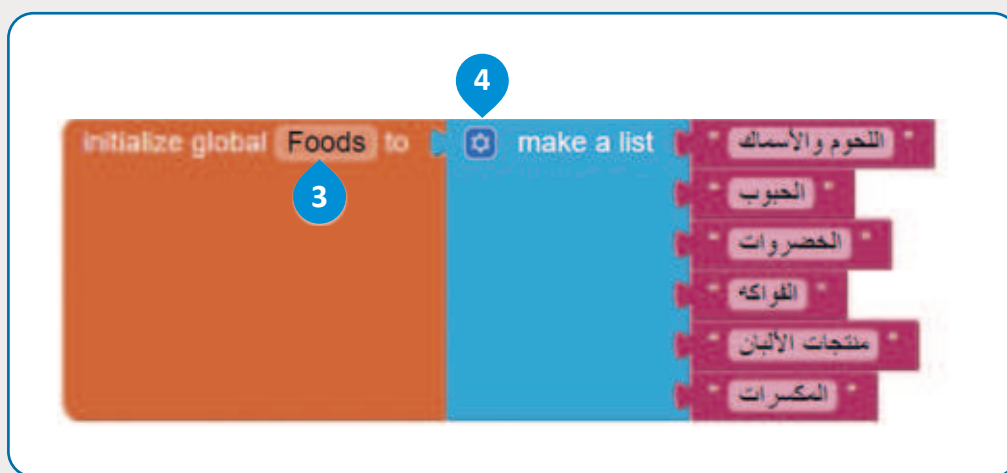 4
initialize global Foods to make a list " اللحوم والأسماك "
3
" الحبوب "
" الخضروات "
" الفواكه "
" منتجات الألبان "
" المكسرات "